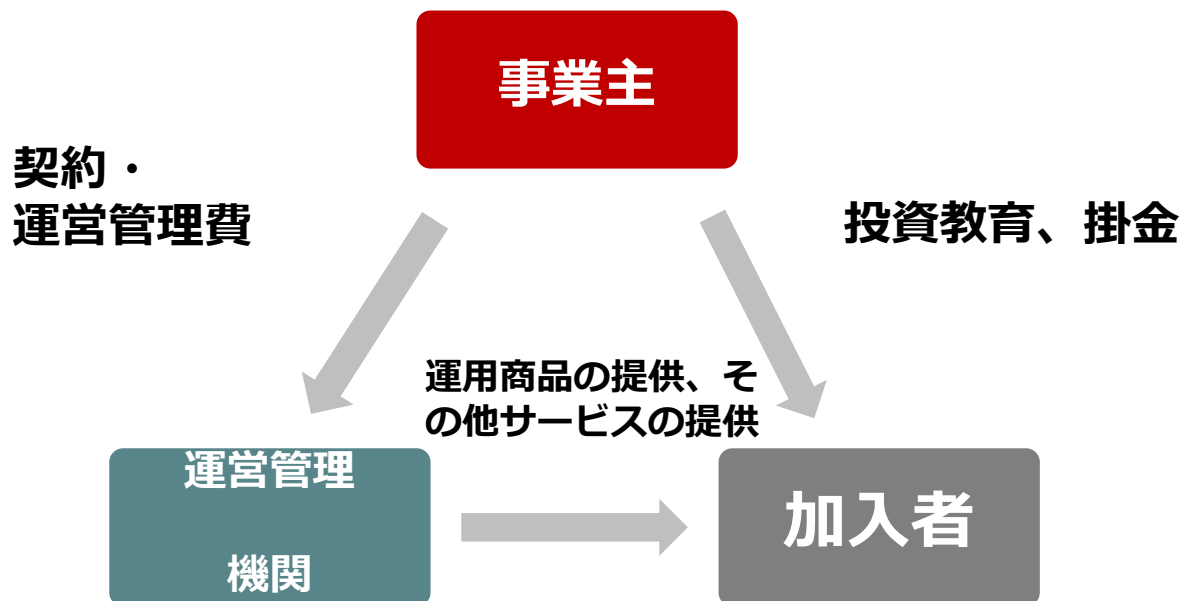 事業主
契約・
運営管理費
投資教育、掛金
運用商品の提供、そ
の他サービスの提供
運営管理
機関
加入者